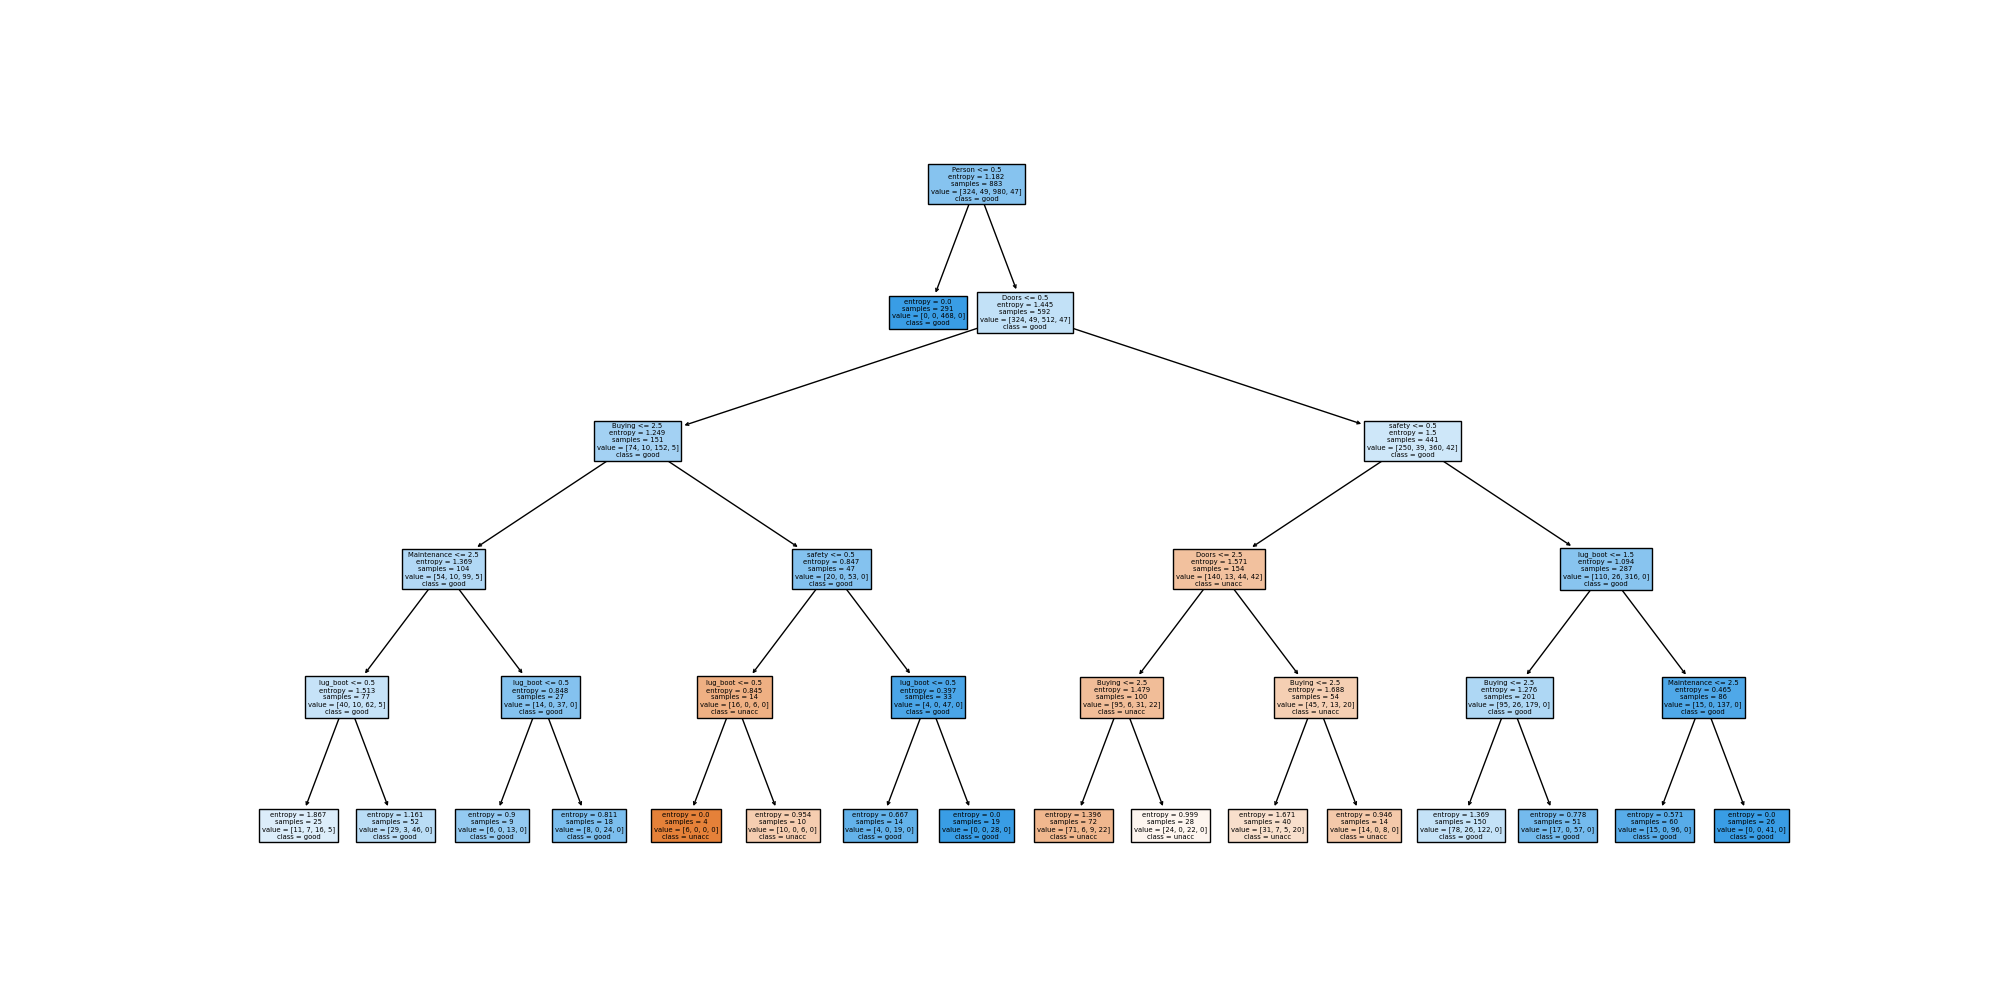 Person <= 0.5
entropy = 1.182
samples = 883
value = [324, 49, 980, 47]
class = good
entropy = 0.0
samples = 291
value = [0, 0, 468, 0]
class = good
Doors <= 0.5
entropy = 1.445
samples = 592
value = [324, 49, 512, 47]
class = good
Buying <= 2.5
entropy = 1.249
samples = 151
value = [74, 10, 152, 5]
class = good
safety <= 0.5
entropy = 1.5
samples = 441
value = [250, 39, 360, 42]
class = good
Maintenance <= 2.5
entropy = 1.369
samples = 104
value = [54, 10, 99, 5]
class = good
safety <= 0.5
entropy = 0.847
samples = 47
value = [20, 0, 53, 0]
class = good
Doors <= 2.5
entropy = 1.571
samples = 154
value = [140, 13, 44, 42]
class = unacc
lug_boot <= 1.5
entropy = 1.094
samples = 287
value = [110, 26, 316, 0]
class = good
lug_boot <= 0.5
entropy = 1.513
samples = 77
value = [40, 10, 62, 5]
class = good
lug_boot <= 0.5
entropy = 0.848
samples = 27
value = [14, 0, 37, 0]
class = good
lug_boot <= 0.5
entropy = 0.845
samples = 14
value = [16, 0, 6, 0]
class = unacc
lug_boot <= 0.5
entropy = 0.397
samples = 33
value = [4, 0, 47, 0]
class = good
Buying <= 2.5
entropy = 1.479
samples = 100
value = [95, 6, 31, 22]
class = unacc
Buying <= 2.5
entropy = 1.688
samples = 54
value = [45, 7, 13, 20]
class = unacc
Buying <= 2.5
entropy = 1.276
samples = 201
value = [95, 26, 179, 0]
class = good
Maintenance <= 2.5
entropy = 0.465
samples = 86
value = [15, 0, 137, 0]
class = good
entropy = 1.867
samples = 25
value = [11, 7, 16, 5]
class = good
entropy = 1.161
samples = 52
value = [29, 3, 46, 0]
class = good
entropy = 0.9
samples = 9
value = [6, 0, 13, 0]
class = good
entropy = 0.811
samples = 18
value = [8, 0, 24, 0]
class = good
entropy = 0.0
samples = 4
value = [6, 0, 0, 0]
class = unacc
entropy = 0.954
samples = 10
value = [10, 0, 6, 0]
class = unacc
entropy = 0.667
samples = 14
value = [4, 0, 19, 0]
class = good
entropy = 0.0
samples = 19
value = [0, 0, 28, 0]
class = good
entropy = 1.396
samples = 72
value = [71, 6, 9, 22]
class = unacc
entropy = 0.999
samples = 28
value = [24, 0, 22, 0]
class = unacc
entropy = 1.671
samples = 40
value = [31, 7, 5, 20]
class = unacc
entropy = 0.946
samples = 14
value = [14, 0, 8, 0]
class = unacc
entropy = 1.369
samples = 150
value = [78, 26, 122, 0]
class = good
entropy = 0.778
samples = 51
value = [17, 0, 57, 0]
class = good
entropy = 0.571
samples = 60
value = [15, 0, 96, 0]
class = good
entropy = 0.0
samples = 26
value = [0, 0, 41, 0]
class = good